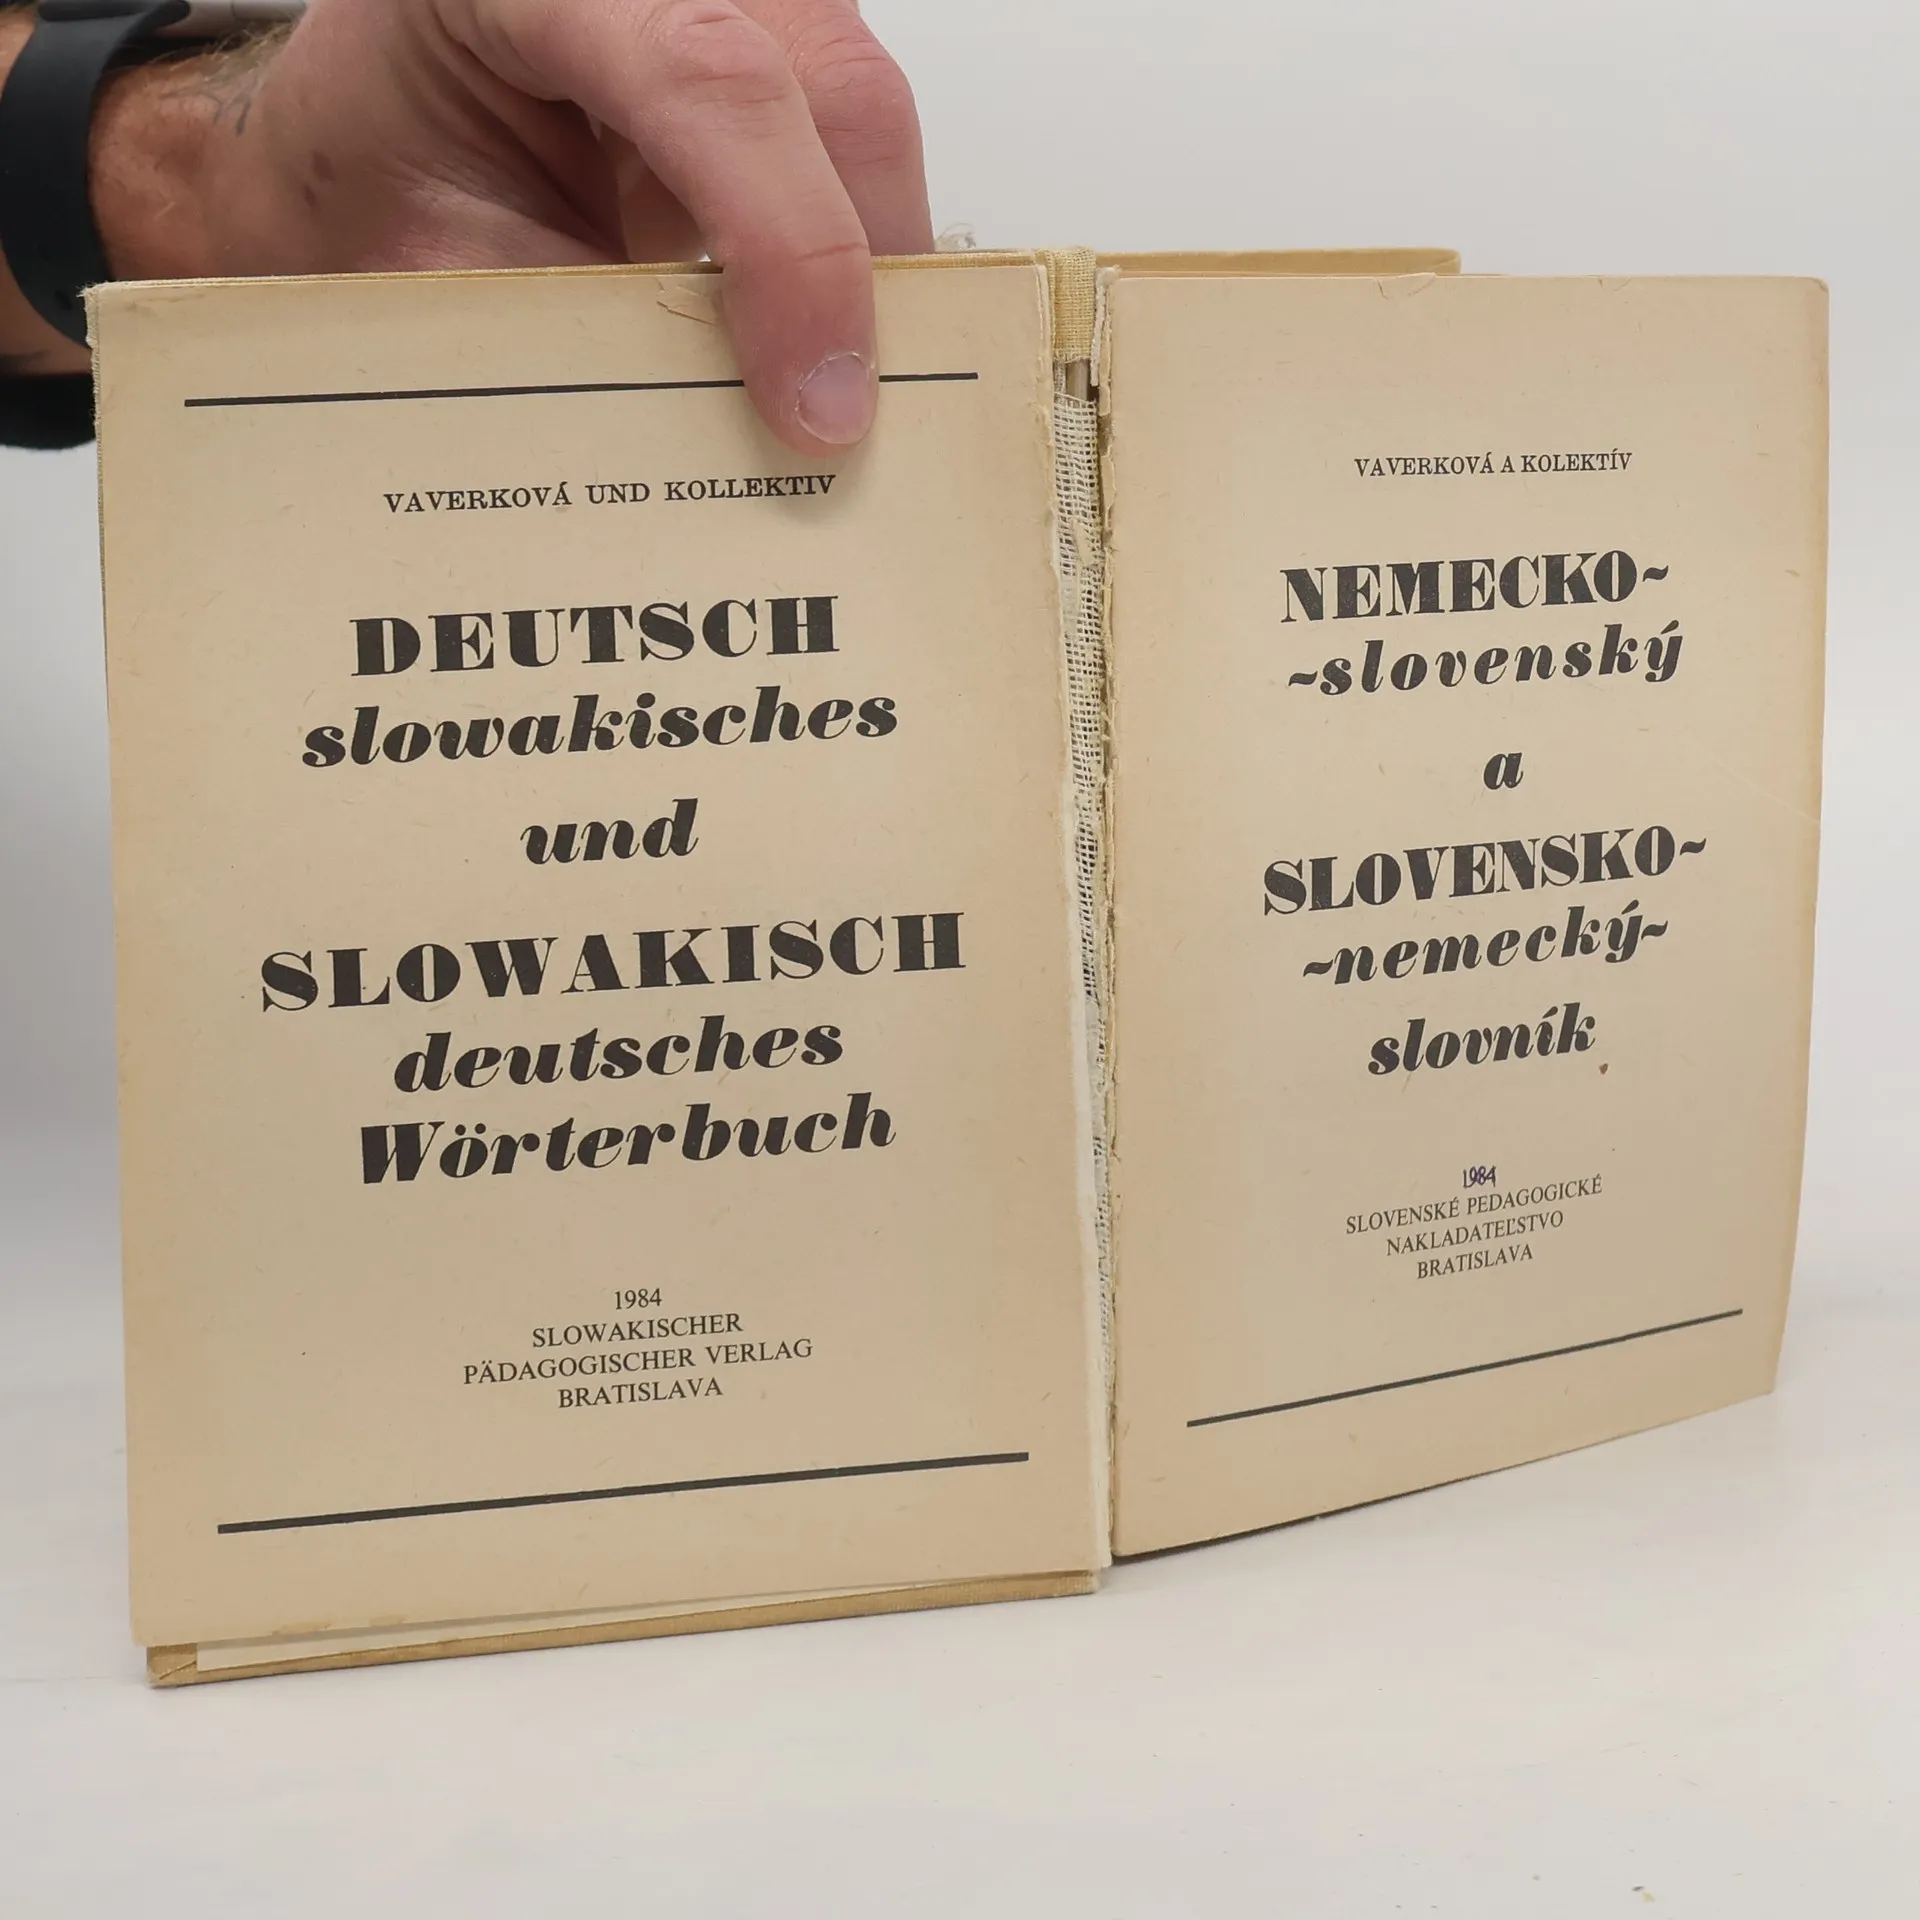 VAVERKOVÁ UND KOLLEKTIV
DEUTSCH
slowakisches
und
SLOWAKISCH
deutsches
Wörterbuch
1984
SLOWAKISCHER
PÄDAGOGISCHER VERLAG
BRATISLAVA
VAVERKOVÁ A KOLEKTÍV
NEMECKO~
~slovenský
a
SLOVENSKO~
~nemecký~
slovník
1984
SLOVENSKÉ PEDAGOGICKÉ
NAKLADATEĽSTVO
BRATISLAVA